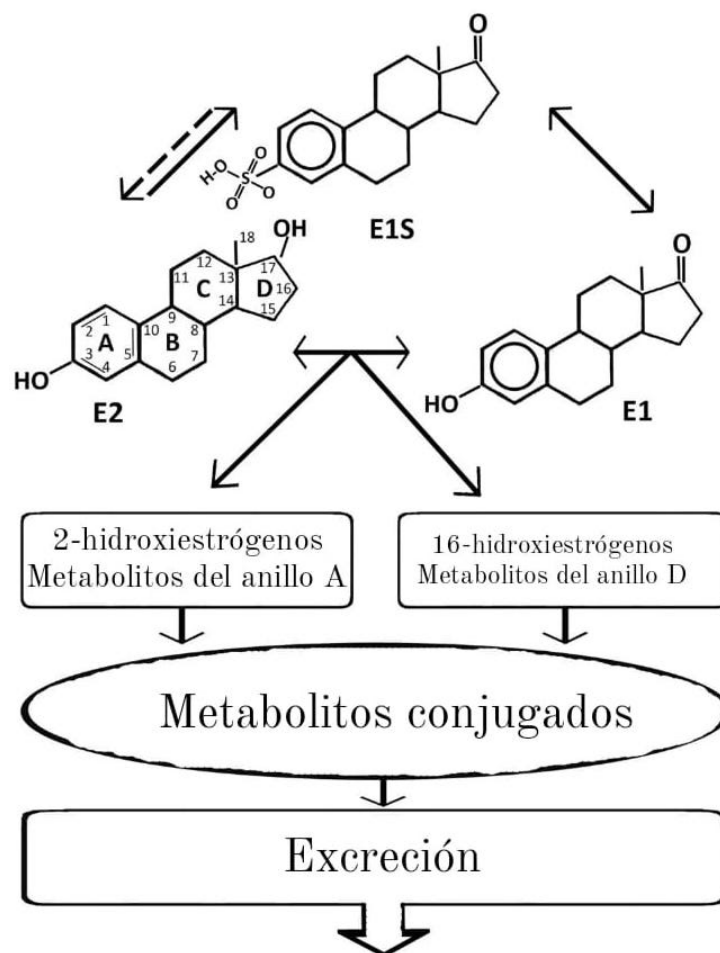 O
H-O
O
S
O
O
E1S
OH
18
12
11
13
17
C
D
16
14
15
1
9
2
10
8
A
B
3
5
7
4
6
HO
E2
O
HO
E1
2-hidroxiestrógenos
Metabolitos del anillo A
16-hidroxiestrógenos
Metabolitos del anillo D
Metabolitos conjugados
Excreción